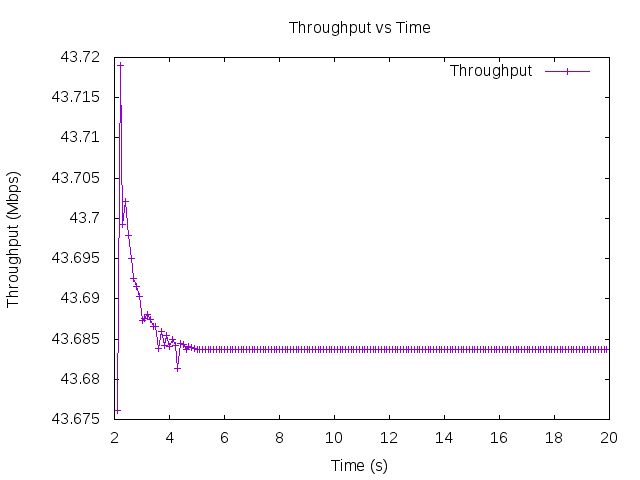 Throughput vs Time
Throughput
Throughput (Mbps)
43.72
43.715
43.71
43.705
43.7
43.695
43.69
43.685
43.68
43.675
2 4 6 8 10 12 14 16 18 20
Time (s)